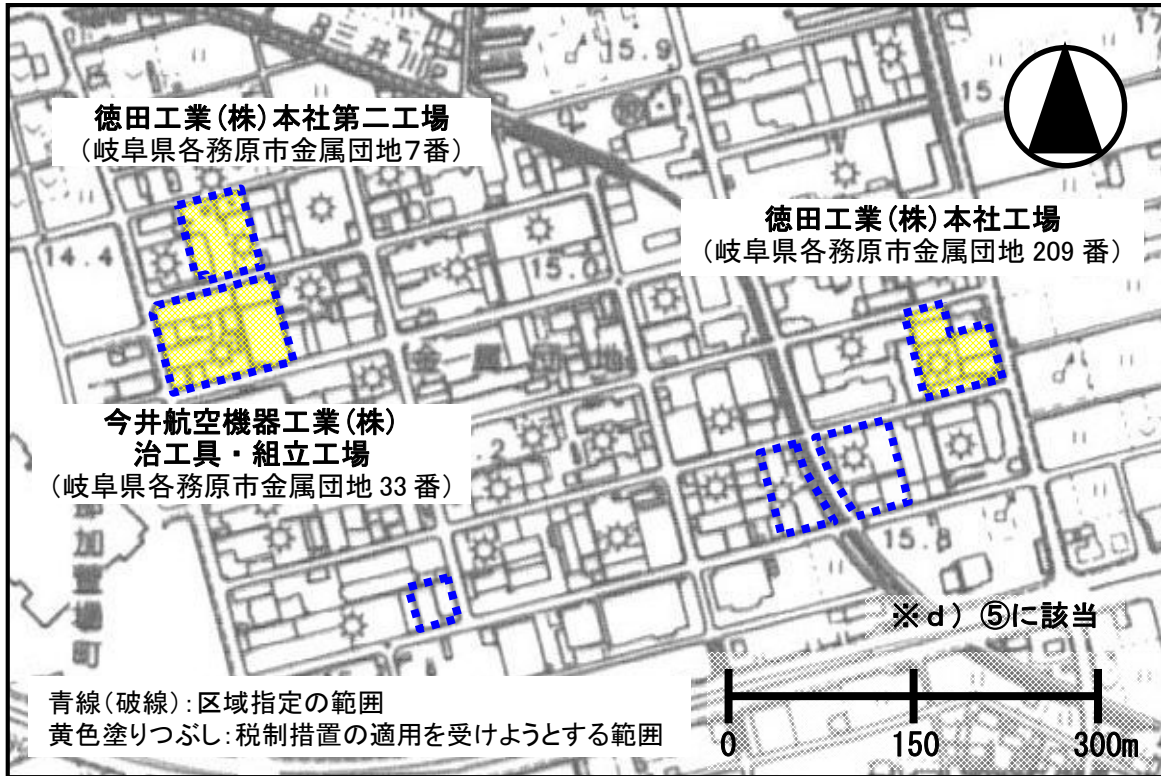 三井川
15.9
17
15.
徳田工業(株)本社第二工場
(岐阜県各務原市金属団地7番)
徳田工業(株)本社工場
(岐阜県各務原市金属団地 209 番)
14.4
15.0
金属団地
今井航空機器工業(株)
治工具・組立工場
(岐阜県各務原市金属団地 33 番)
.2
15.8
※d) ⑤に該当
青線(破線):区域指定の範囲
黄色塗りつぶし:税制措置の適用を受けようとする範囲
0 150 300m